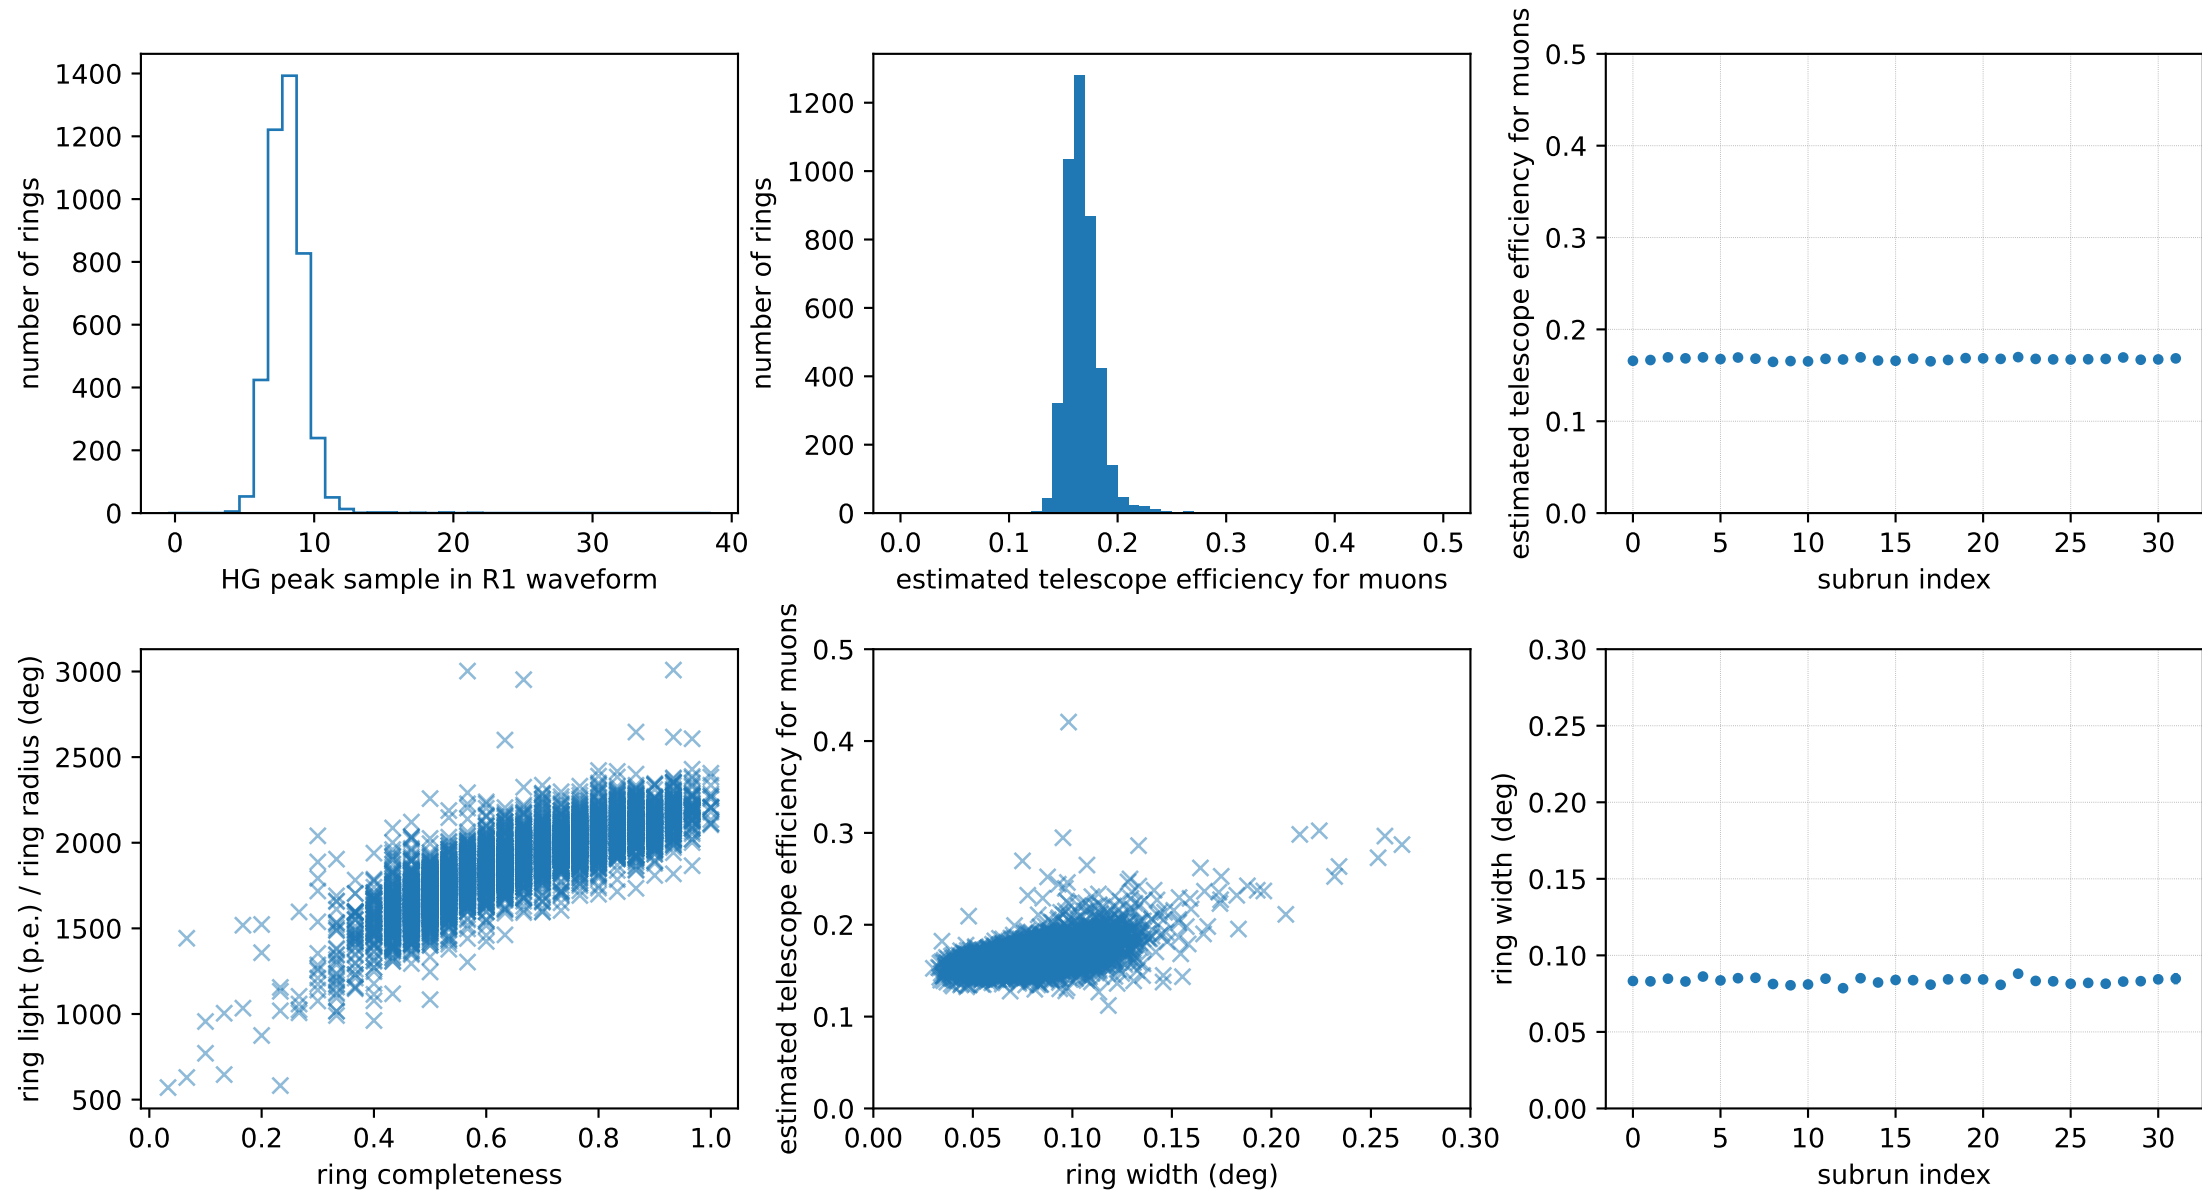 number of rings
1400
1200
1000
800
600
400
200
0
0 10 20 30 40
HG peak sample in R1 waveform
number of rings
1200
1000
800
600
400
200
0
0.0 0.1 0.2 0.3 0.4 0.5
estimated telescope efficiency for muons
estimated telescope efficiency for muons
0.5
0.4
0.3
0.2
0.1
0.0
0 5 10 15 20 25 30
subrun index
ring light (p.e.) / ring radius (deg)
3000
2500
2000
1500
1000
500
0.0 0.2 0.4 0.6 0.8 1.0
ring completeness
estimated telescope efficiency for muons
0.5
0.4
0.3
0.2
0.1
0.0
0.00 0.05 0.10 0.15 0.20 0.25 0.30
ring width (deg)
ring width (deg)
0.30
0.25
0.20
0.15
0.10
0.05
0.00
0 5 10 15 20 25 30
subrun index